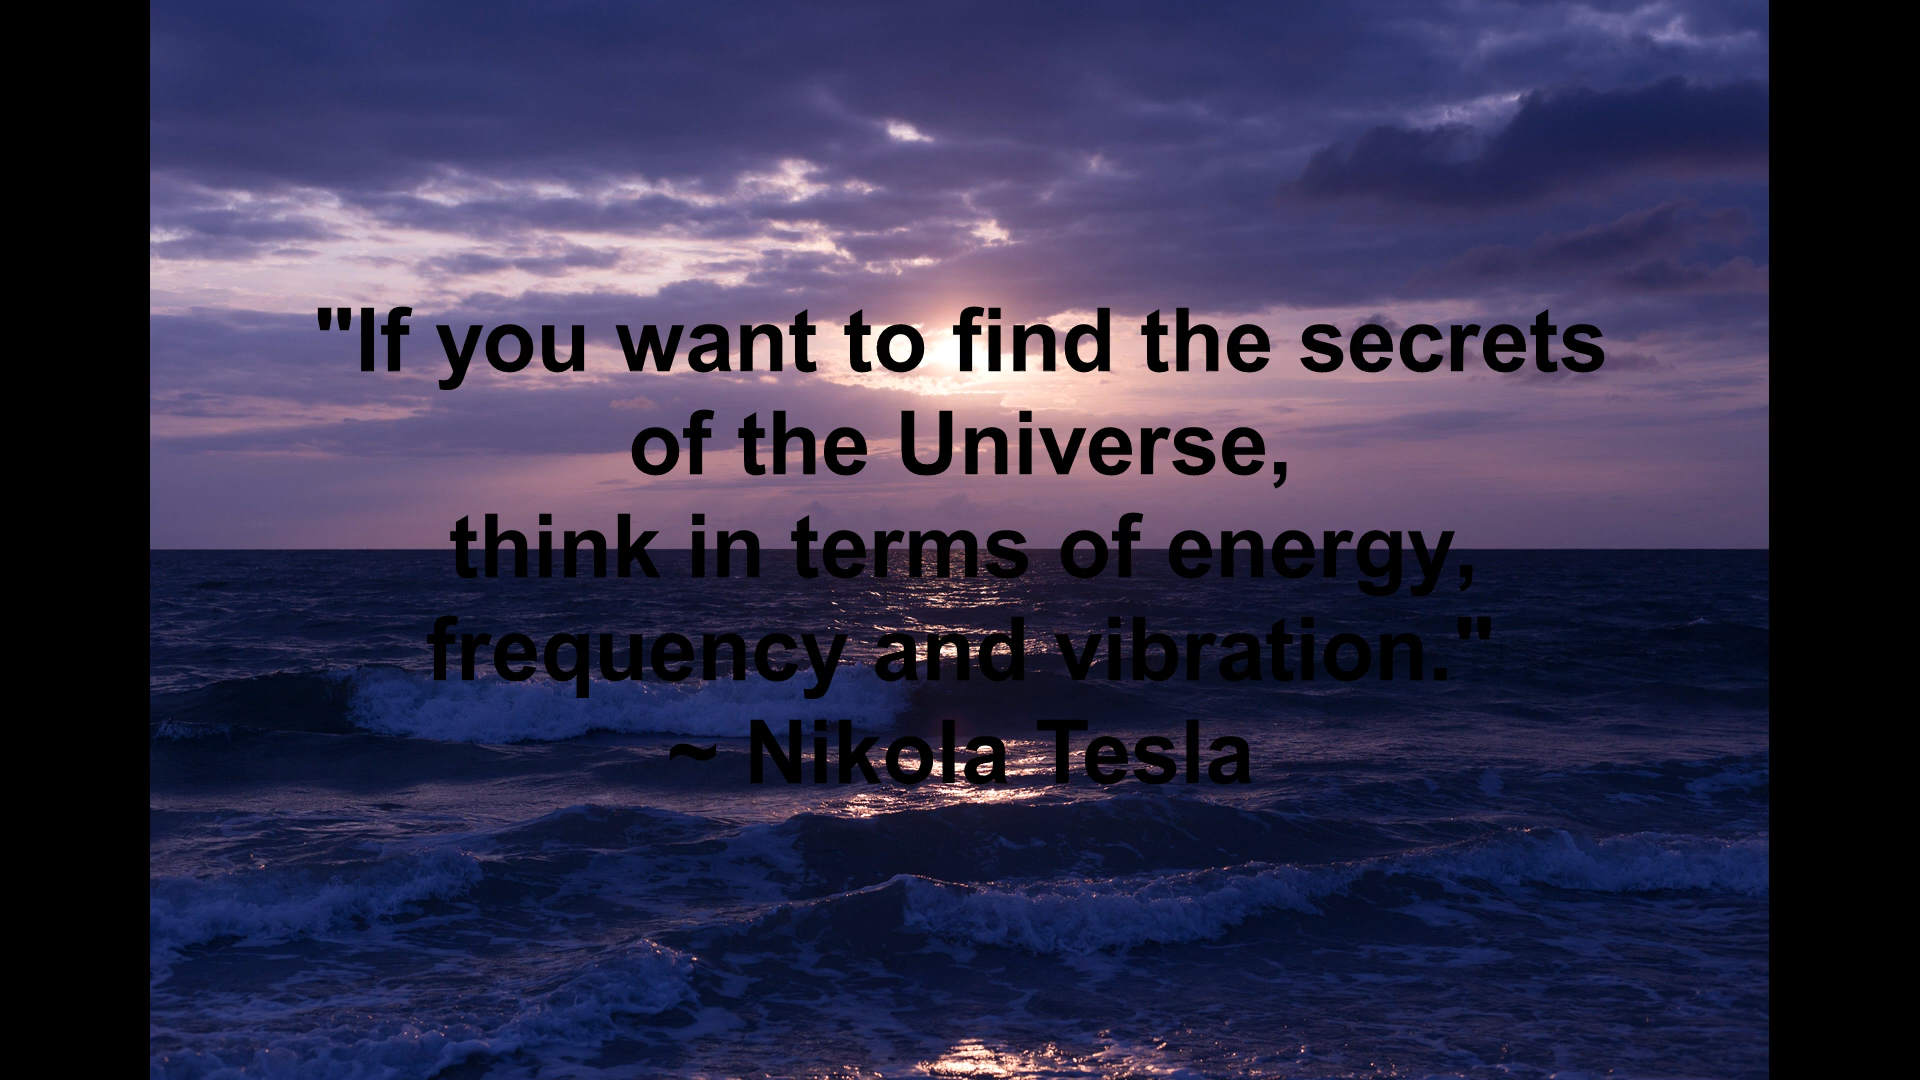 "If you want to find the secrets
of the Universe,
think in terms of energy,
frequency and vibration."
~ Nikola Tesla